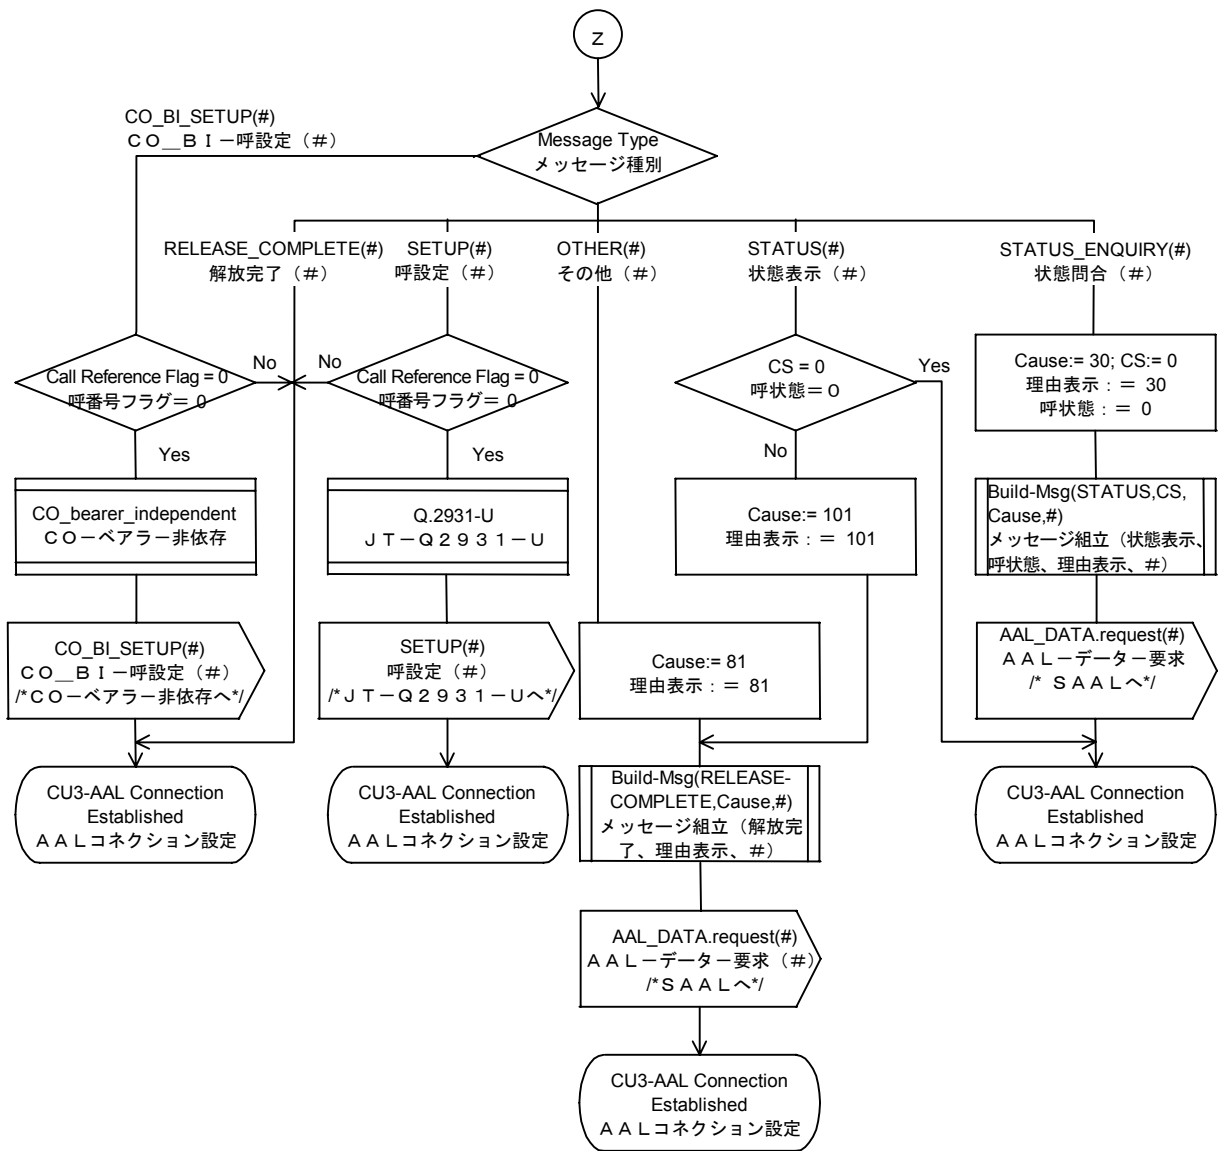 z
CO_BI_SETUP(#)
ＣＯ＿ＢＩ－呼設定（＃）
Message Type
メッセージ種別
RELEASE_COMPLETE(#)
解放完了（＃）
SETUP(#)
呼設定（＃）
OTHER(#)
その他（＃）
STATUS(#)
状態表示（＃）
STATUS_ENQUIRY(#)
状態問合（＃）
Call Reference Flag = 0
呼番号フラグ＝ 0
No
No
Call Reference Flag = 0
呼番号フラグ＝ 0
CS = 0
呼状態＝０
Yes
Cause:= 30; CS:= 0
理由表示：＝ 30
呼状態：＝ 0
Yes
Yes
No
CO_bearer_independent
ＣＯ－ベアラー非依存
Q.2931-U
ＪＴ－Ｑ２９３１－Ｕ
Cause:= 101
理由表示：＝ 101
Build-Msg(STATUS,CS,
Cause,#)
メッセージ組立（状態表示、
呼状態、理由表示、＃）
CO_BI_SETUP(#)
ＣＯ＿ＢＩ－呼設定（＃）
/*ＣＯ－ベアラー非依存へ*/
SETUP(#)
呼設定（＃）
/*ＪＴ－Ｑ２９３１－Ｕへ*/
Cause:= 81
理由表示：＝ 81
AAL_DATA.request(#)
ＡＡＬ－データー要求
/* ＳＡＡＬへ*/
CU3-AAL Connection
Established
ＡＡＬコネクション設定
CU3-AAL Connection
Established
ＡＡＬコネクション設定
Build-Msg(RELEASE-
COMPLETE,Cause,#)
メッセージ組立（解放完
了、理由表示、＃）
CU3-AAL Connection
Established
ＡＡＬコネクション設定
AAL_DATA.request(#)
ＡＡＬ－データー要求（＃）
/*ＳＡＡＬへ*/
CU3-AAL Connection
Established
ＡＡＬコネクション設定